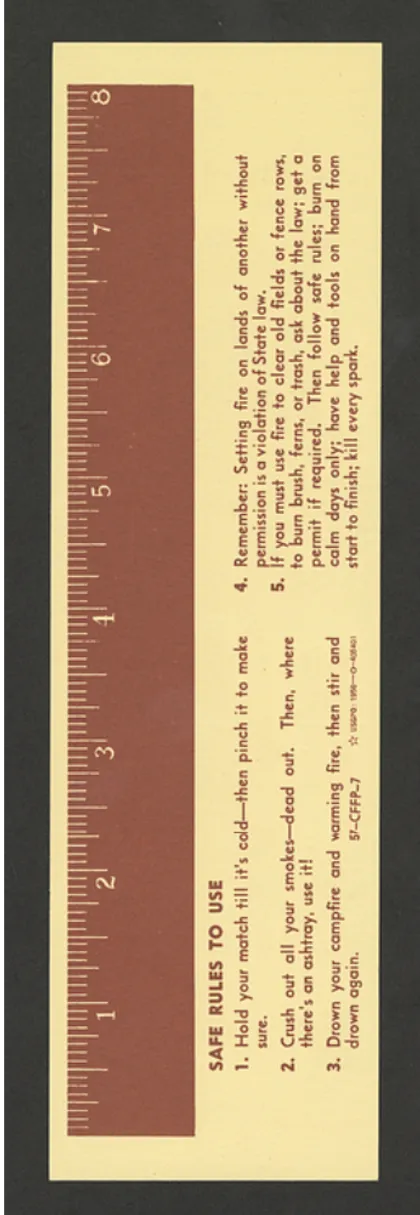 1 2 3 4 5 6 7 8
SAFE RULES TO USE
1. Hold your match till it's cold—then pinch it to make
sure.
2. Crush out all your smokes—dead out. Then, where
there's an ashtray, use it!
3. Drown your campfire and warming fire, then stir and
drown again.
57-CFFP-7 ☆ USGPO: 1956—O-408401
4. Remember: Setting fire on lands of another without
permission is a violation of State law.
5. If you must use fire to clear old fields or fence rows,
to burn brush, ferns, or trash, ask about the law; get a
permit if required. Then follow safe rules; burn on
calm days only; have help and tools on hand from
start to finish; kill every spark.